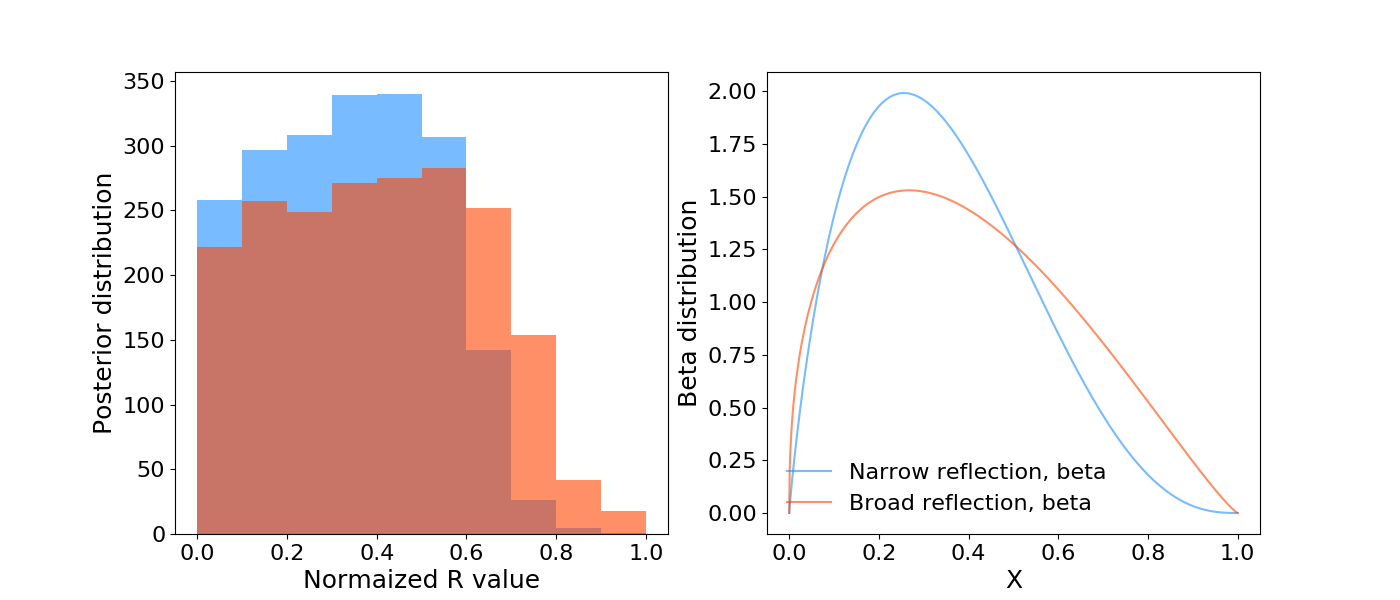 350
300
250
200
150
100
50
0
0.0 0.2 0.4 0.6 0.8 1.0
Normaized R value
Posterior distribution
2.00
1.75
1.50
1.25
1.00
0.75
0.50
0.25
0.00
0.0 0.2 0.4 0.6 0.8 1.0
X
Beta distribution
Narrow reflection, beta
Broad reflection, beta